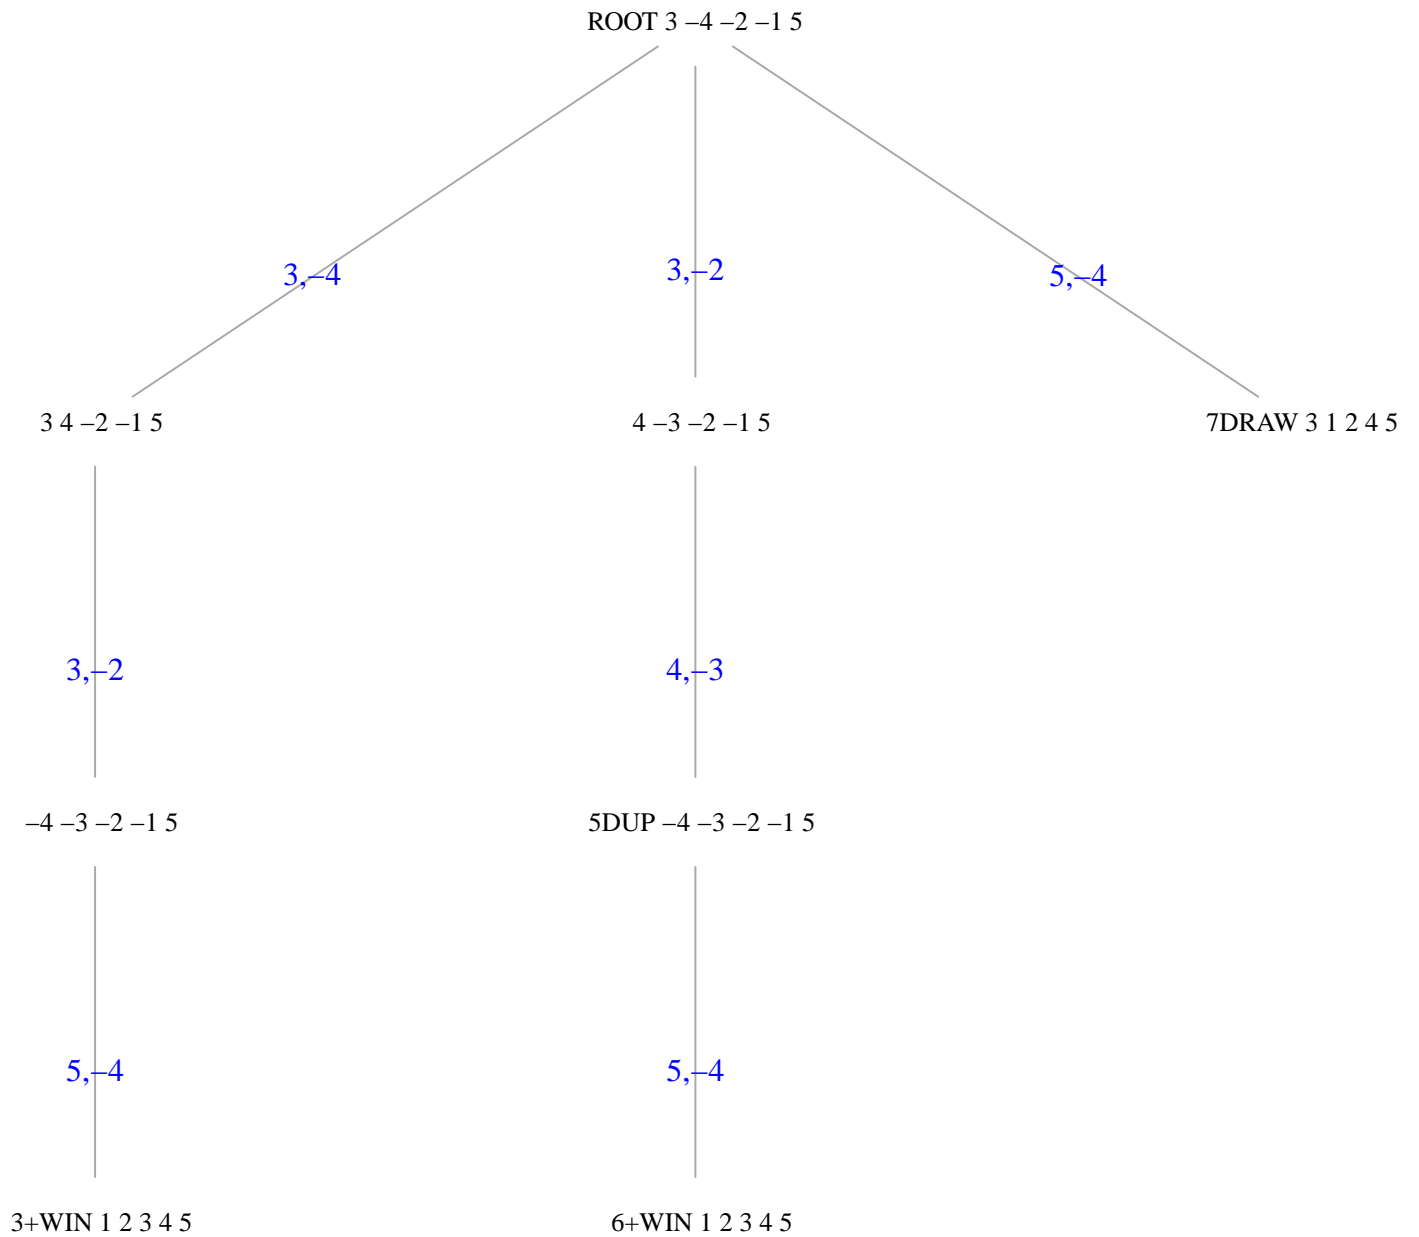 ROOT 3 –4 –2 –1 5
3,–4
3,–2
5,–4
3 4 –2 –1 5
4 –3 –2 –1 5
7DRAW 3 1 2 4 5
3,–2
4,–3
–4 –3 –2 –1 5
5DUP –4 –3 –2 –1 5
5,–4
5,–4
3+WIN 1 2 3 4 5
6+WIN 1 2 3 4 5